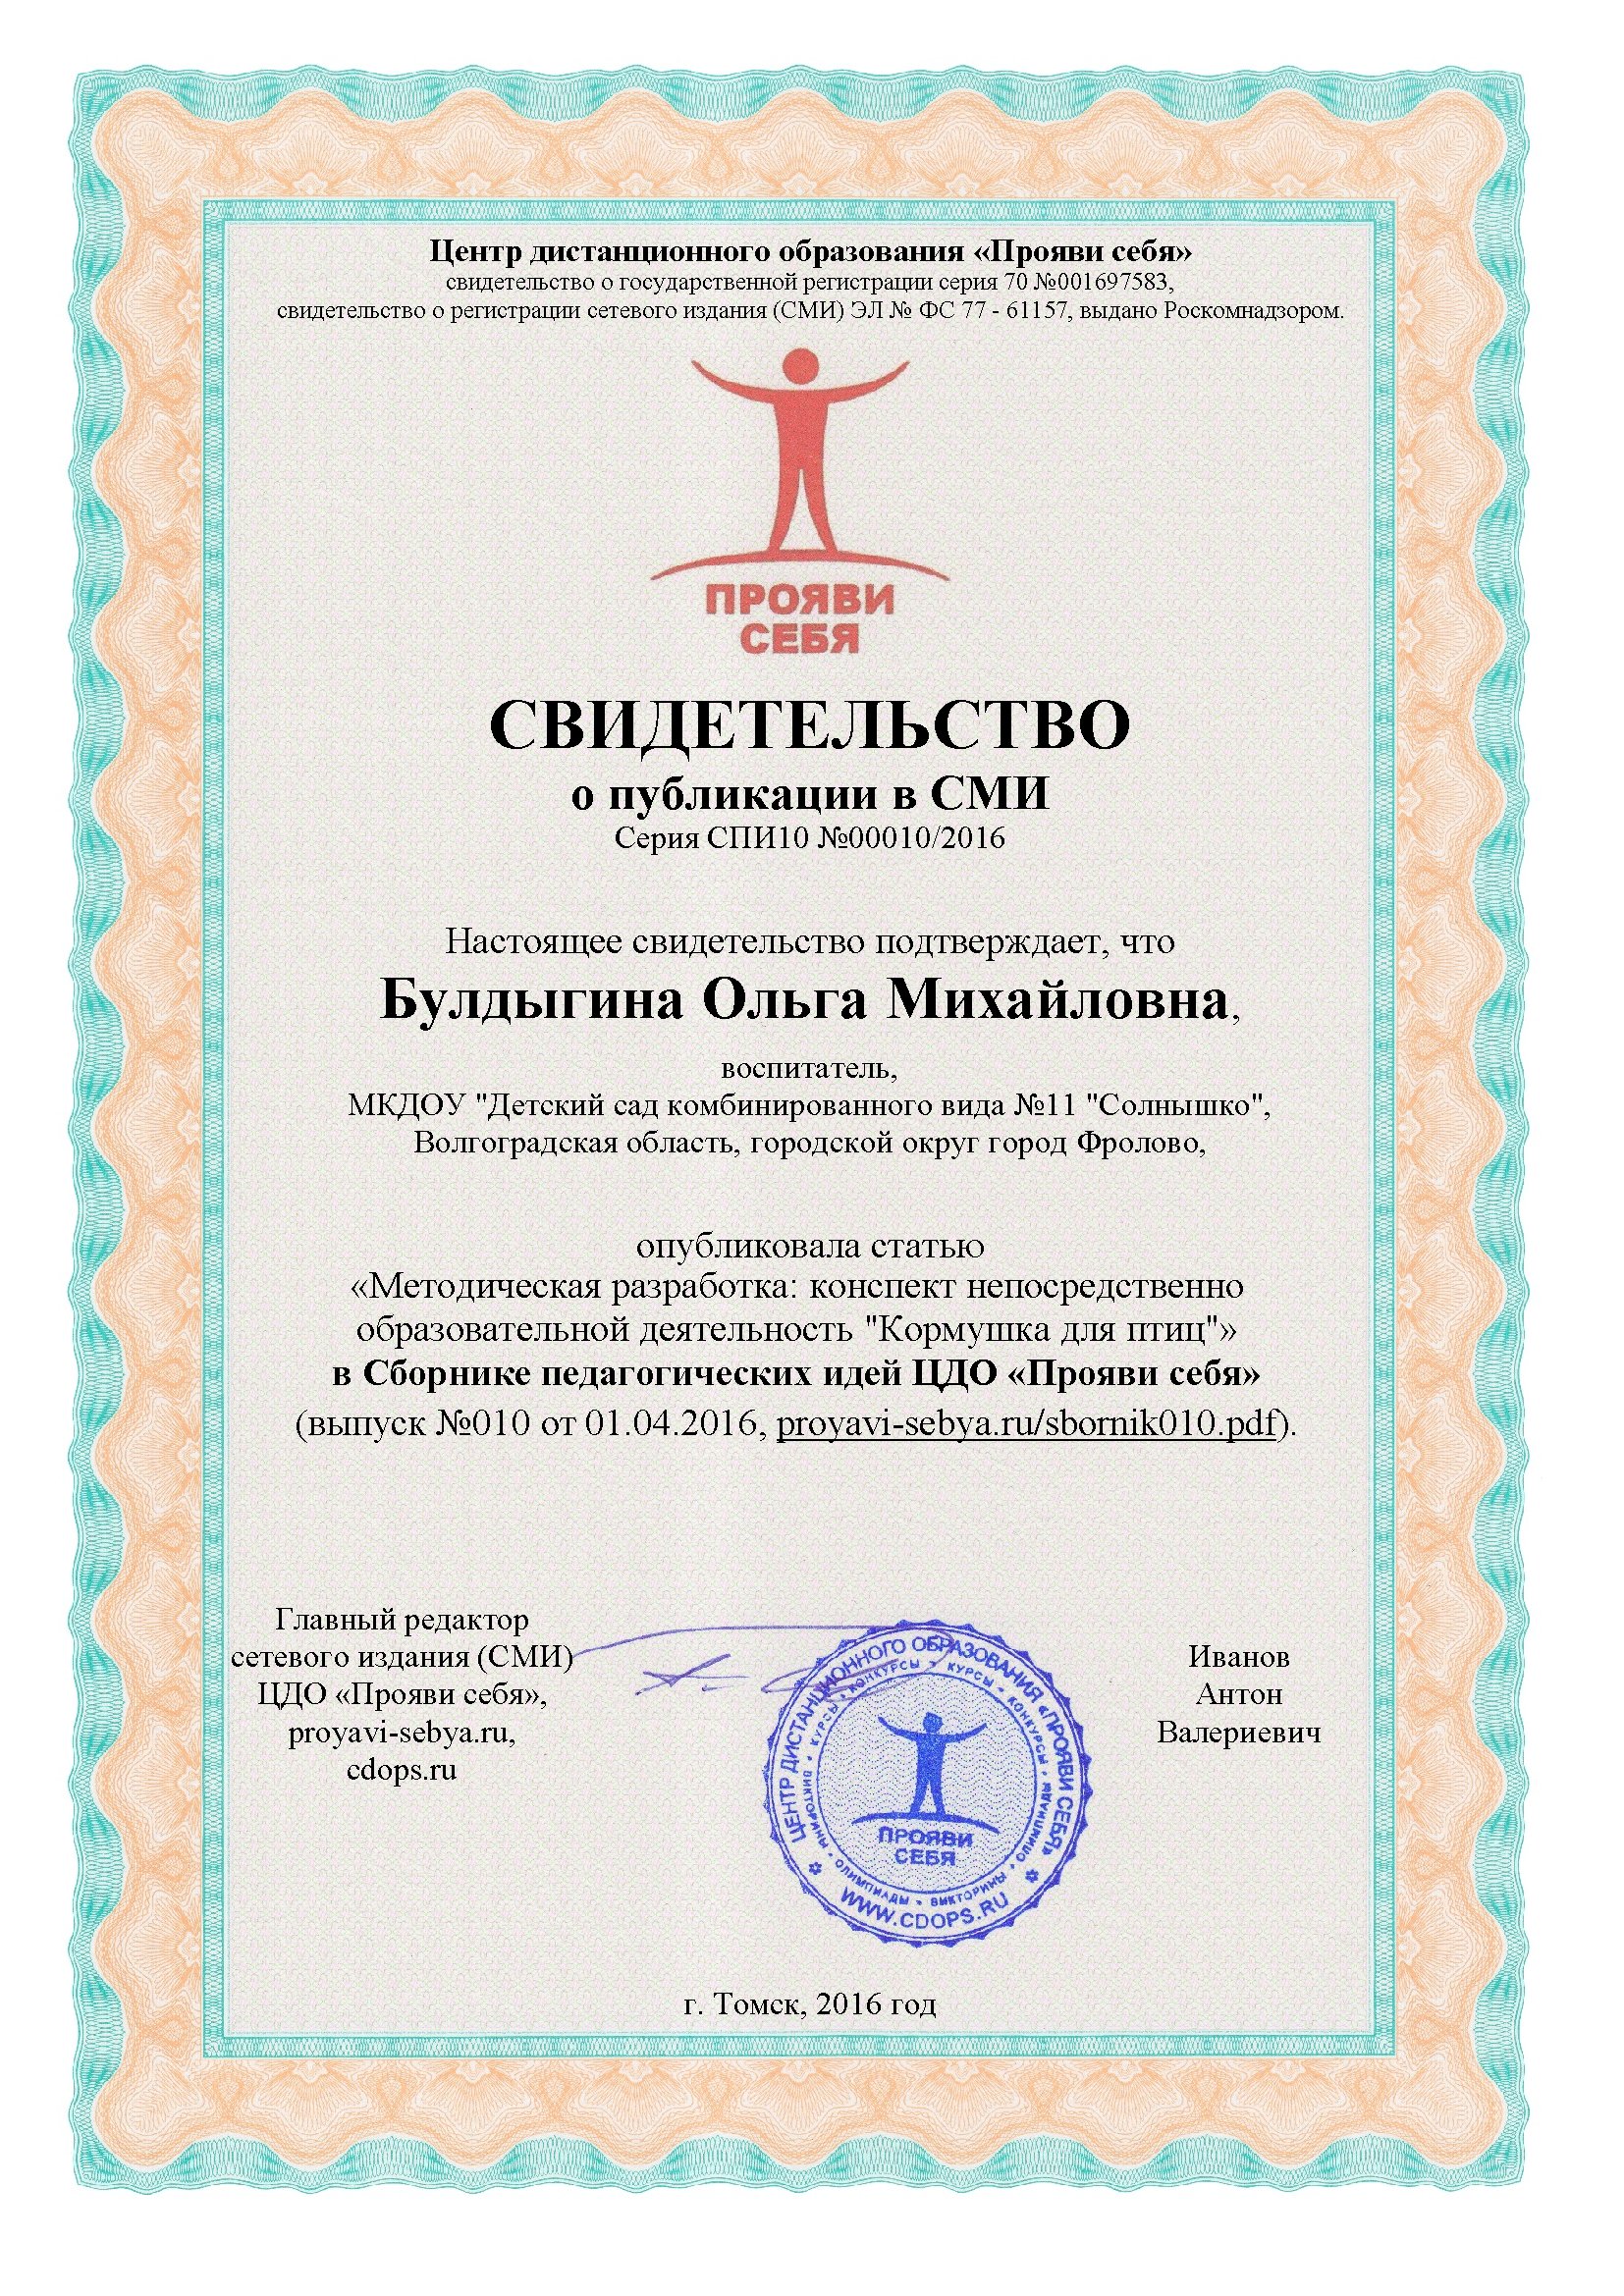 Центр дистанционного образования «Прояви себя»
свидетельство о государственной регистрации серия 70 №001697583,
свидетельство о регистрации сетевого издания (СМИ) ЭЛ № ФС 77 - 61157, выдано Роскомнадзором.
ПРОЯВИ
СЕБЯ
СВИДЕТЕЛЬСТВО
о публикации в СМИ
Серия СПИ10 №00010/2016
Настоящее свидетельство подтверждает, что
Булдыгина Ольга Михайловна,
воспитатель,
МКДОУ "Детский сад комбинированного вида №11 "Солнышко",
Волгоградская область, городской округ город Фролово,
опубликовала статью
«Методическая разработка: конспект непосредственно
образовательной деятельность "Кормушка для птиц"»
в Сборнике педагогических идей ЦДО «Прояви себя»
(выпуск №010 от 01.04.2016, proyavi-sebya.ru/sbornik010.pdf).
Главный редактор
сетевого издания (СМИ)
ЦДО «Прояви себя»,
proyavi-sebya.ru,
cdops.ru
ЦЕНТР ДИСТАНЦИОННОГО ОБРАЗОВАНИЯ «ПРОЯВИ СЕБЯ»
ВИКТОРИНЫ • КУРСЫ • КОНКУРСЫ • КУРСЫ • КОНКУРСЫ • ОЛИМПИАДЫ • ВИКТОРИНЫ • ОЛИМПИАДЫ
ПРОЯВИ
СЕБЯ
WWW.CDOPS.RU
Иванов
Антон
Валериевич
г. Томск, 2016 год